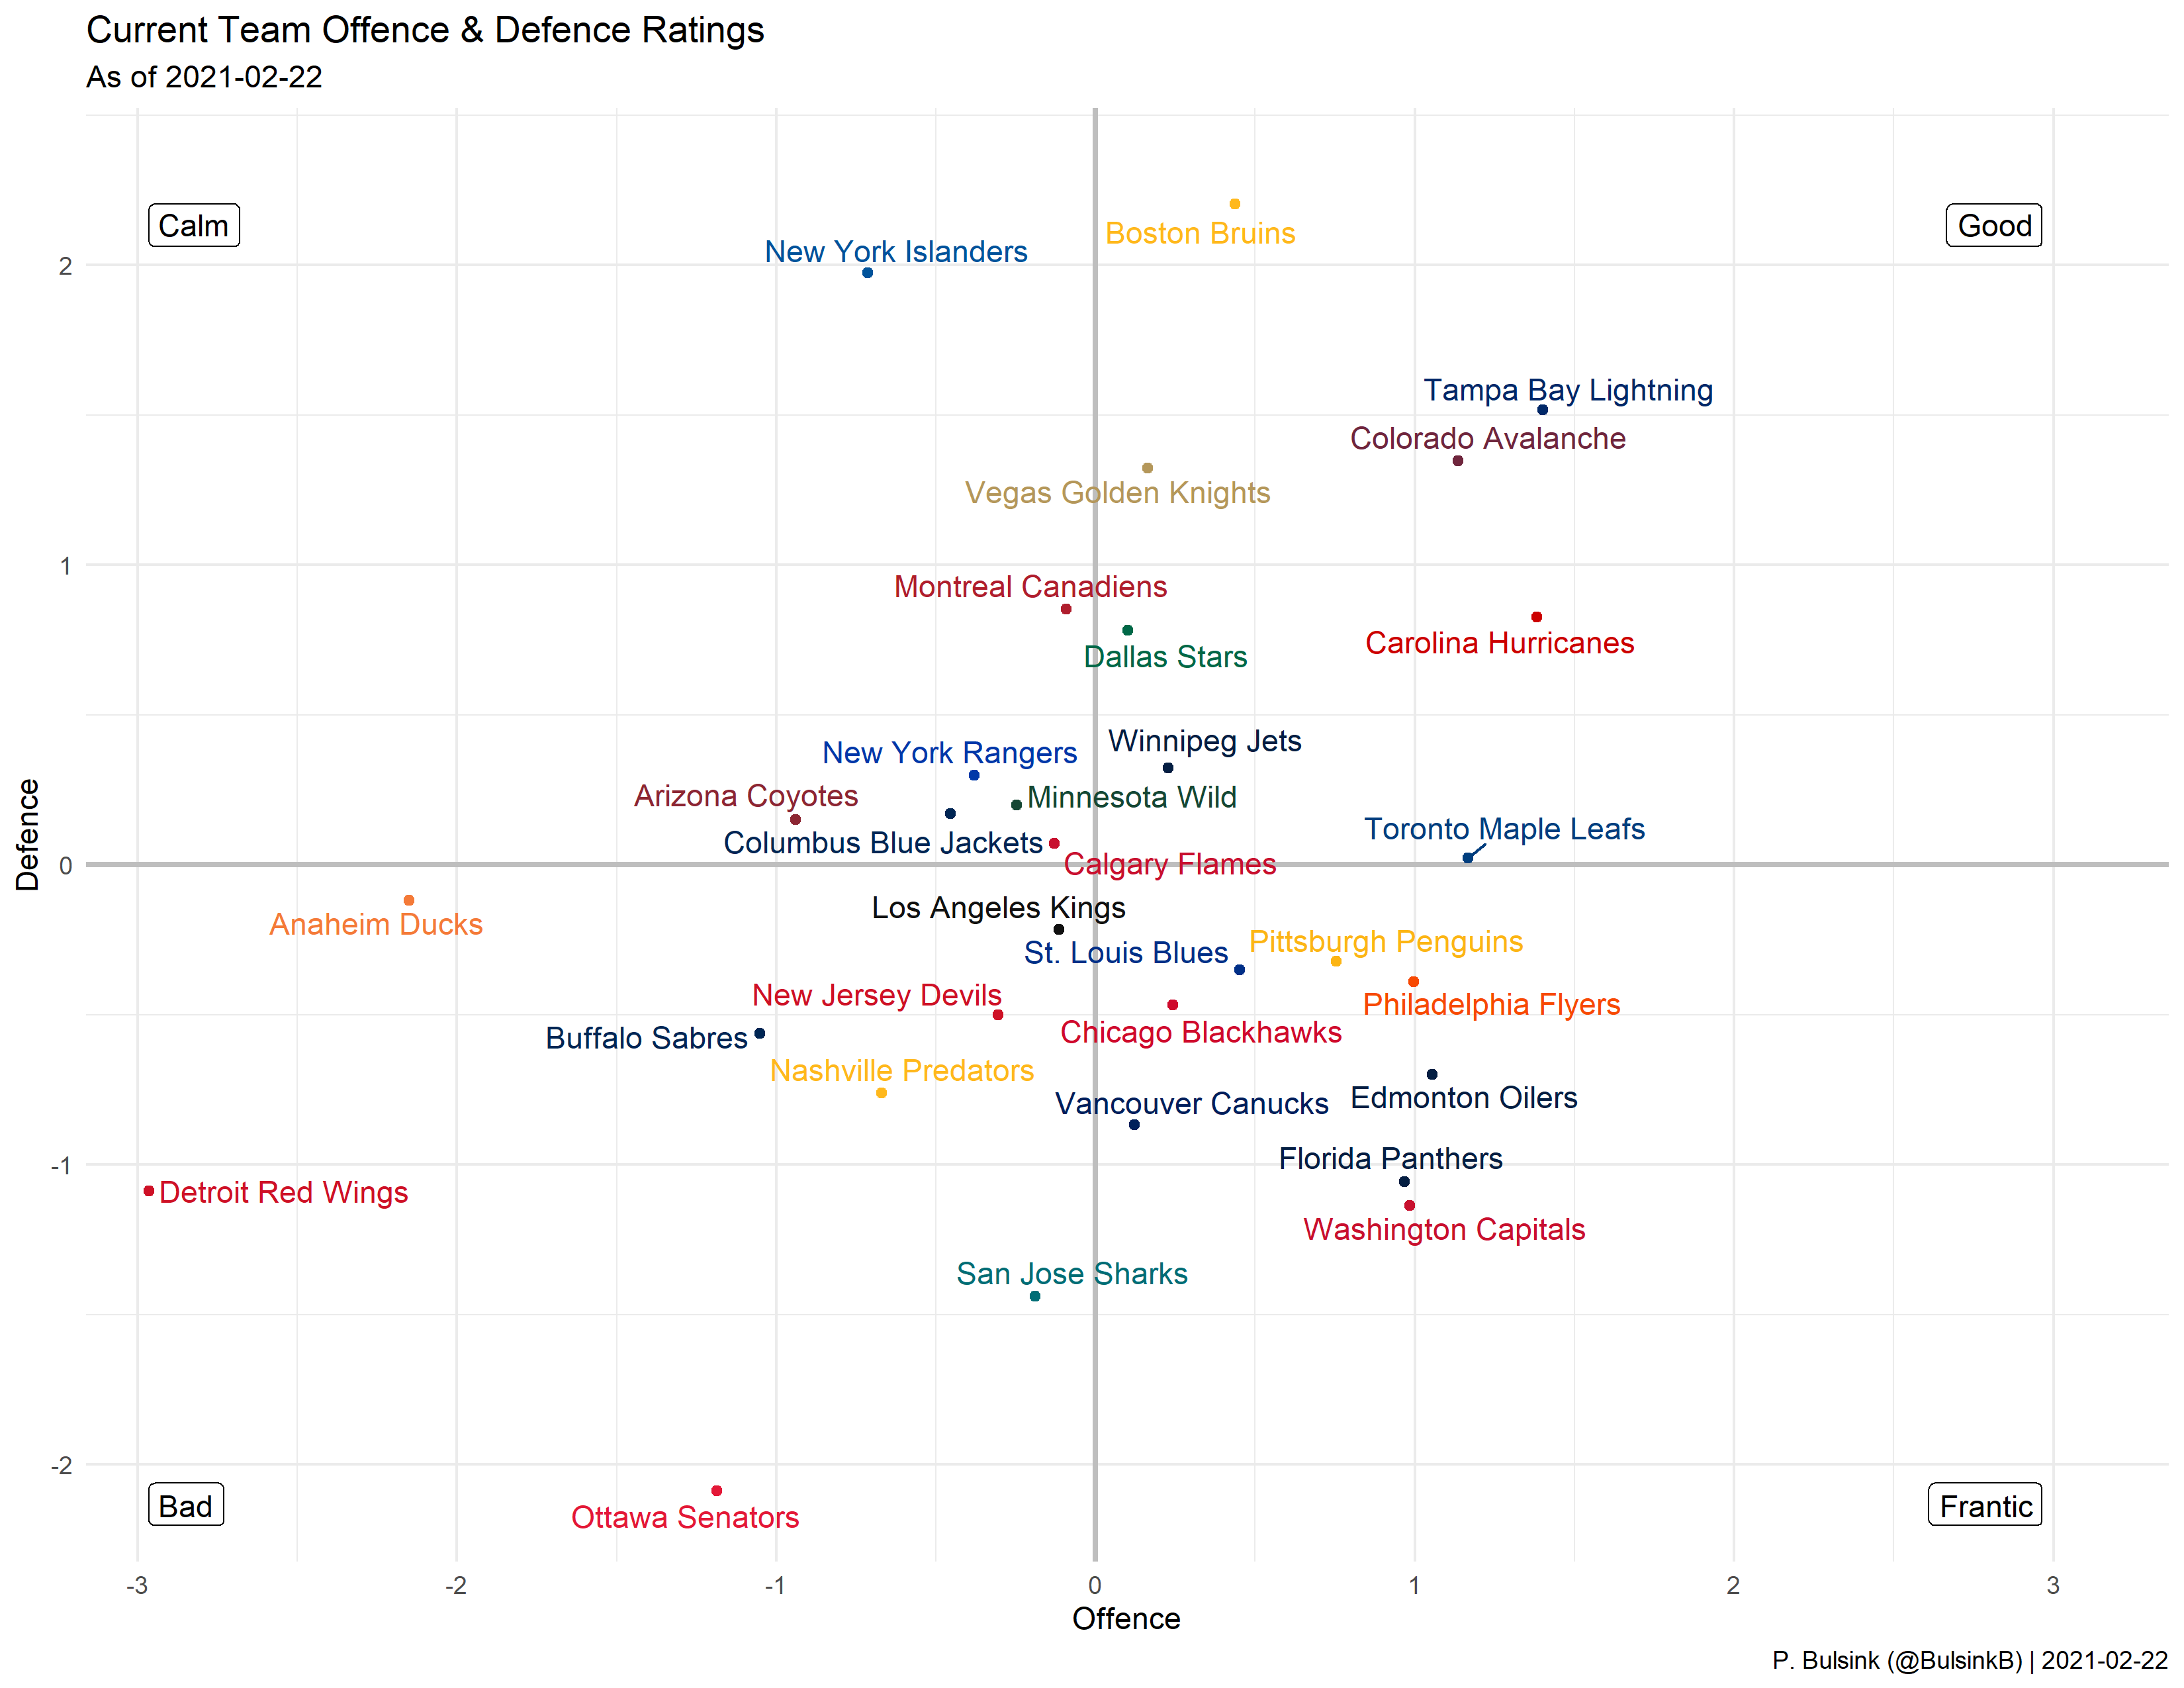 Current Team Offence & Defence Ratings
As of 2021-02-22
Calm
Good
Boston Bruins
New York Islanders
2
Tampa Bay Lightning
Colorado Avalanche
Vegas Golden Knights
1
Montreal Canadiens
Carolina Hurricanes
Dallas Stars
Winnipeg Jets
New York Rangers
Arizona Coyotes
Minnesota Wild
Toronto Maple Leafs
Columbus Blue Jackets
Defence
0
Calgary Flames
Los Angeles Kings
Anaheim Ducks
Pittsburgh Penguins
St. Louis Blues
New Jersey Devils
Philadelphia Flyers
Chicago Blackhawks
Buffalo Sabres
Nashville Predators
Edmonton Oilers
Vancouver Canucks
Florida Panthers
-1
Detroit Red Wings
Washington Capitals
San Jose Sharks
-2
Bad
Frantic
Ottawa Senators
-3 -2 -1 0 1 2 3
Offence
P. Bulsink (@BulsinkB) | 2021-02-22